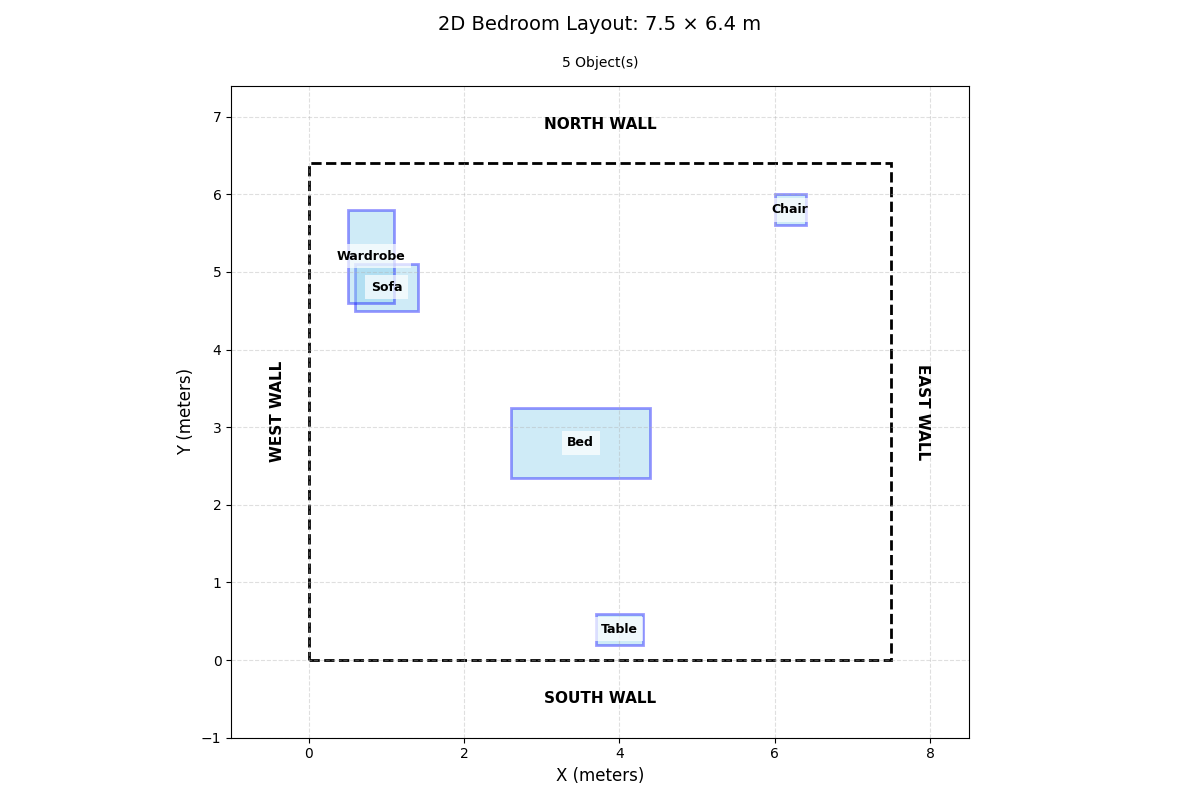 2D Bedroom Layout: 7.5 × 6.4 m
5 Object(s)
NORTH WALL
Chair
Wardrobe
Sofa
WEST WALL
EAST WALL
Bed
Table
SOUTH WALL
7
6
5
4
3
2
1
0
−1
0
2
4
6
8
X (meters)
Y (meters)